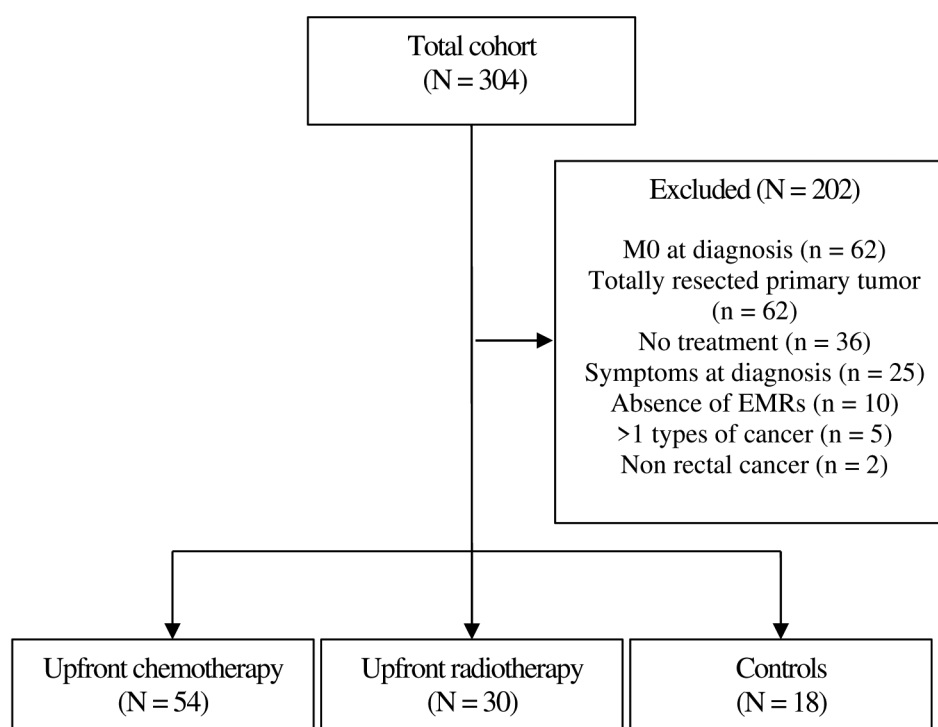 Total cohort
(N = 304)
Excluded (N = 202)
M0 at diagnosis (n = 62)
Totally resected primary tumor
(n = 62)
No treatment (n = 36)
Symptoms at diagnosis (n = 25)
Absence of EMRs (n = 10)
>1 types of cancer (n = 5)
Non rectal cancer (n = 2)
Upfront chemotherapy
(N = 54)
Upfront radiotherapy
(N = 30)
Controls
(N = 18)